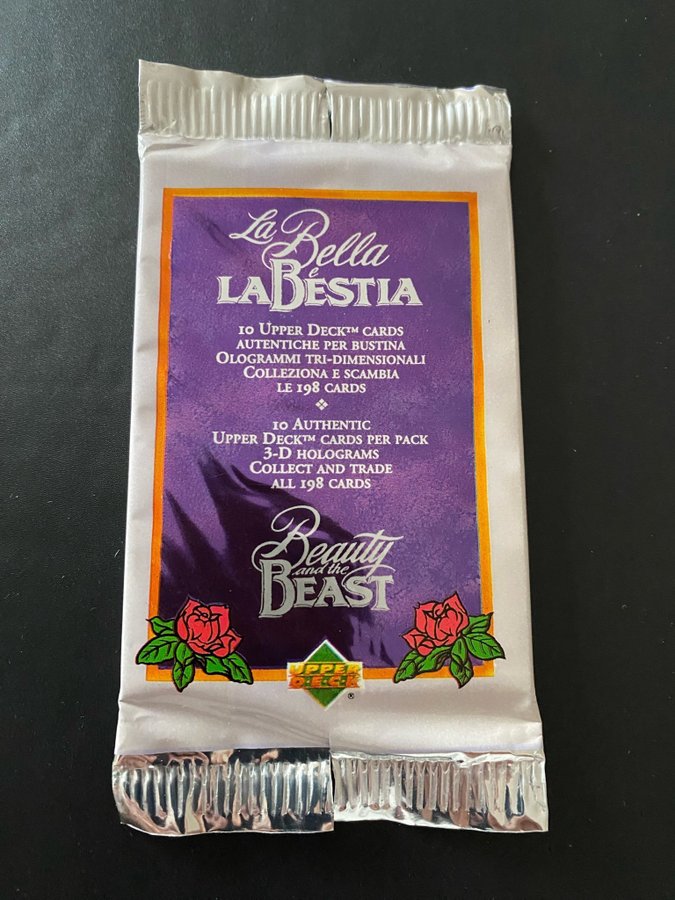 La Bella
e
LA BESTIA
10 UPPER DECK™ CARDS
AUTENTICHE PER BUSTINA
OLOGRAMMI TRI-DIMENSIONALI
COLLEZIONA E SCAMBIA
LE 198 CARDS
10 AUTHENTIC
UPPER DECK™ CARDS PER PACK
3-D HOLOGRAMS
COLLECT AND TRADE
ALL 198 CARDS
Beauty
and the
BEAST
UPPER
D.E.C.K
®